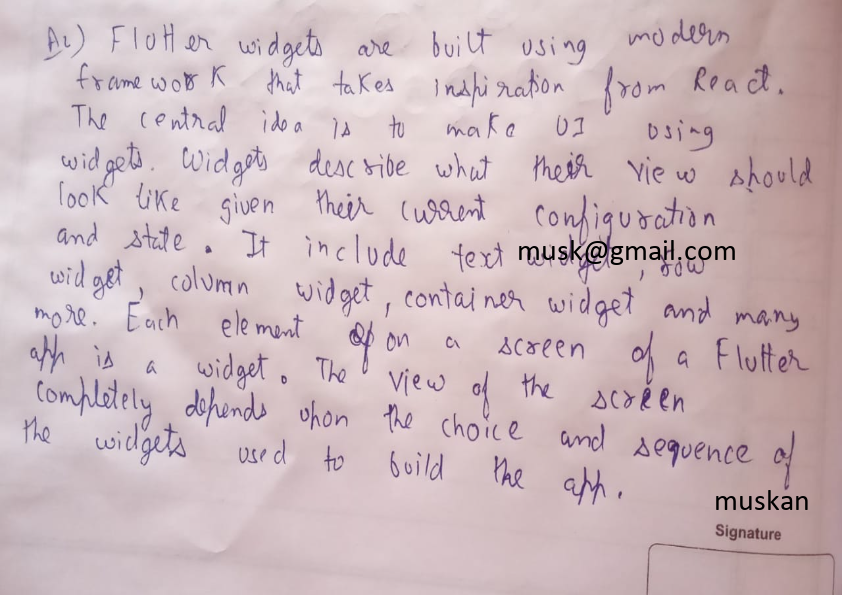 A2) Flutter widgets are built using modern
framework that takes inspiration from React.
The central idea is to make UI using
widgets. Widgets describe what their view should
look like given their current configuration
and state. It include text widget, row
musk@gmail.com
widget, column widget, container widget and many
more. Each element on a screen of a Flutter
app is a widget. The view of the screen
completely depends upon the choice and sequence of
the widgets used to build the app.
muskan
Signature